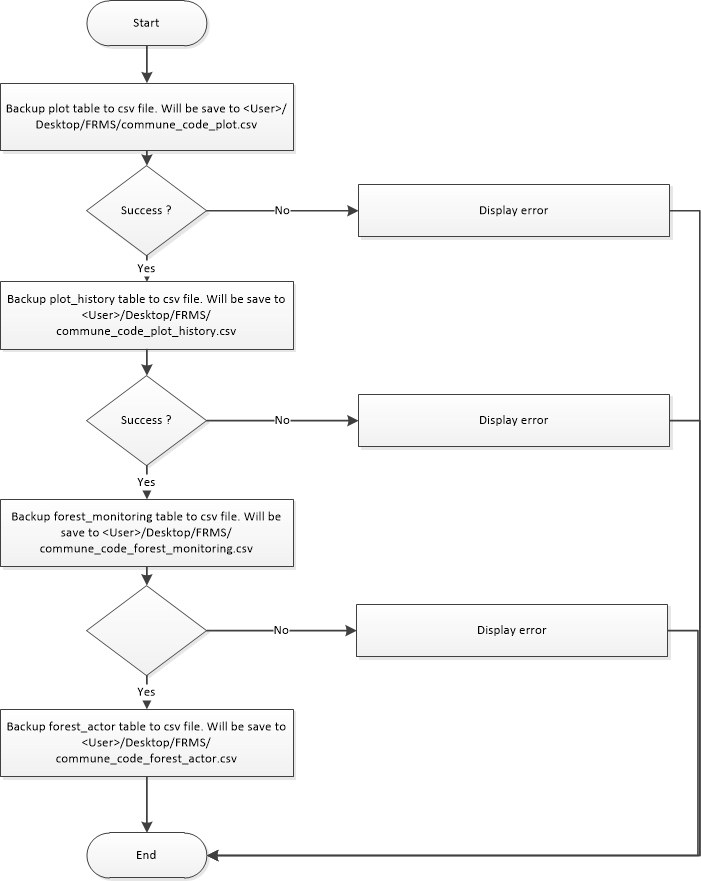 Start
Backup plot table to csv file. Will be save to <User>/
Desktop/FRMS/commune_code_plot.csv
Success ?
No
Display error
Yes
Backup plot_history table to csv file. Will be save to
<User>/Desktop/FRMS/
commune_code_plot_history.csv
Success ?
No
Display error
Yes
Backup forest_monitoring table to csv file. Will be
save to <User>/Desktop/FRMS/
commune_code_forest_monitoring.csv
No
Display error
Yes
Backup forest_actor table to csv file. Will be save to
<User>/Desktop/FRMS/
commune_code_forest_actor.csv
End